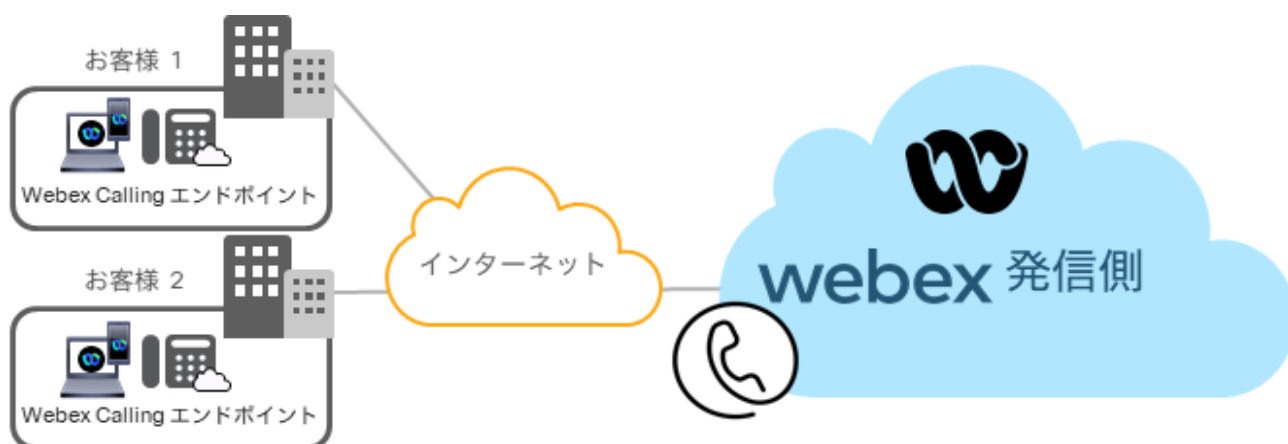 お客様 1
Webex Calling エンドポイント
お客様 2
Webex Calling エンドポイント
インターネット
webex 発信側